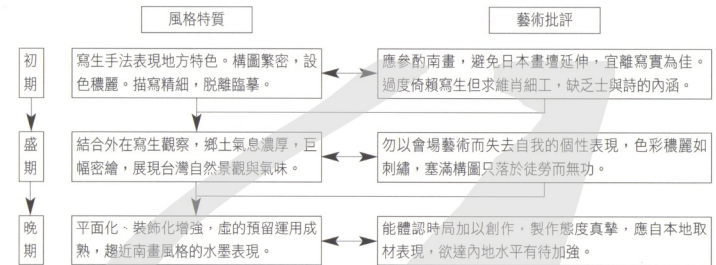 風格特質
藝術批評
初期
寫生手法表現地方特色。構圖繁密，設
色穠麗。描寫精細，脫離臨摹。
應參酌南畫，避免日本畫壇延伸，宜離寫實為佳。
過度倚賴寫生但求維肖細工，缺乏士與詩的內涵。
盛期
結合外在寫生觀察，鄉土氣息濃厚，巨
幅密繪，展現台灣自然景觀與氣味。
勿以會場藝術而失去自我的個性表現，色彩穠麗如
刺繡，塞滿構圖只落於徒勞而無功。
晚期
平面化、裝飾化增強，虛的預留運用成
熟，趨近南畫風格的水墨表現。
能體認時局加以創作，製作態度真摯，應自本地取
材表現，欲達內地水平有待加強。